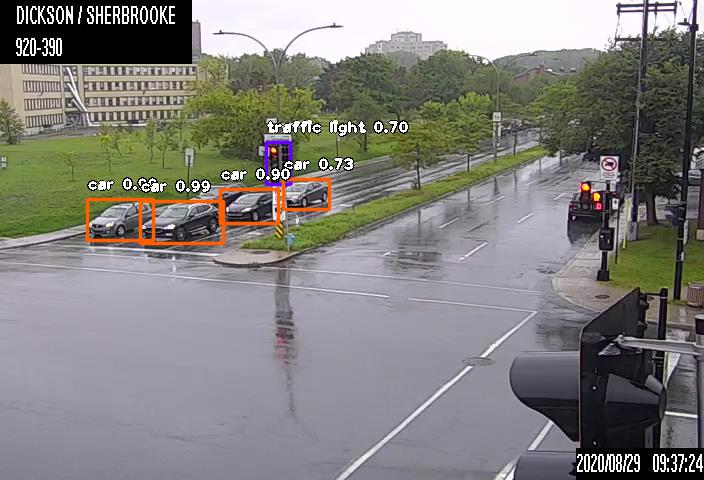 DICKSON / SHERBROOKE
920-390
traffic light 0.70
car 0.73
car 0.90
car 0.99
2020/08/29 09:37:24